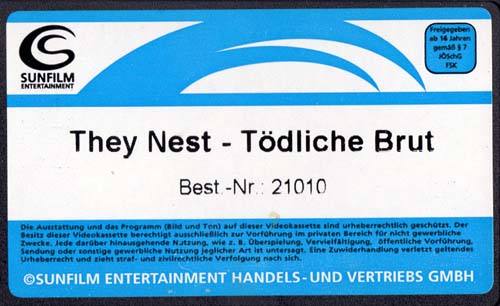 SUNFILM
ENTERTAINMENT
Freigegeben
ab 16 Jahren
gemäß § 7
JÖSchG
FSK
They Nest - Tödliche Brut
Best.-Nr.: 21010
Die Ausstattung und das Programm (Bild und Ton) auf dieser Videokassette sind urheberrechtlich geschützt. Der
Besitz dieser Videokassette berechtigt ausschließlich zur Vorführung im privaten Bereich für nicht gewerbliche
Zwecke. Jede darüber hinausgehende Nutzung, wie z. B. Überspielung, Vervielfältigung, öffentliche Vorführung,
Sendung oder sonstige gewerbliche Nutzung jeglicher Art ist untersagt. Eine Zuwiderhandlung verletzt geltendes
Urheberrecht und zieht straf- und zivilrechtliche Verfolgung nach sich.
©SUNFILM ENTERTAINMENT HANDELS-UND VERTRIEBS GMBH